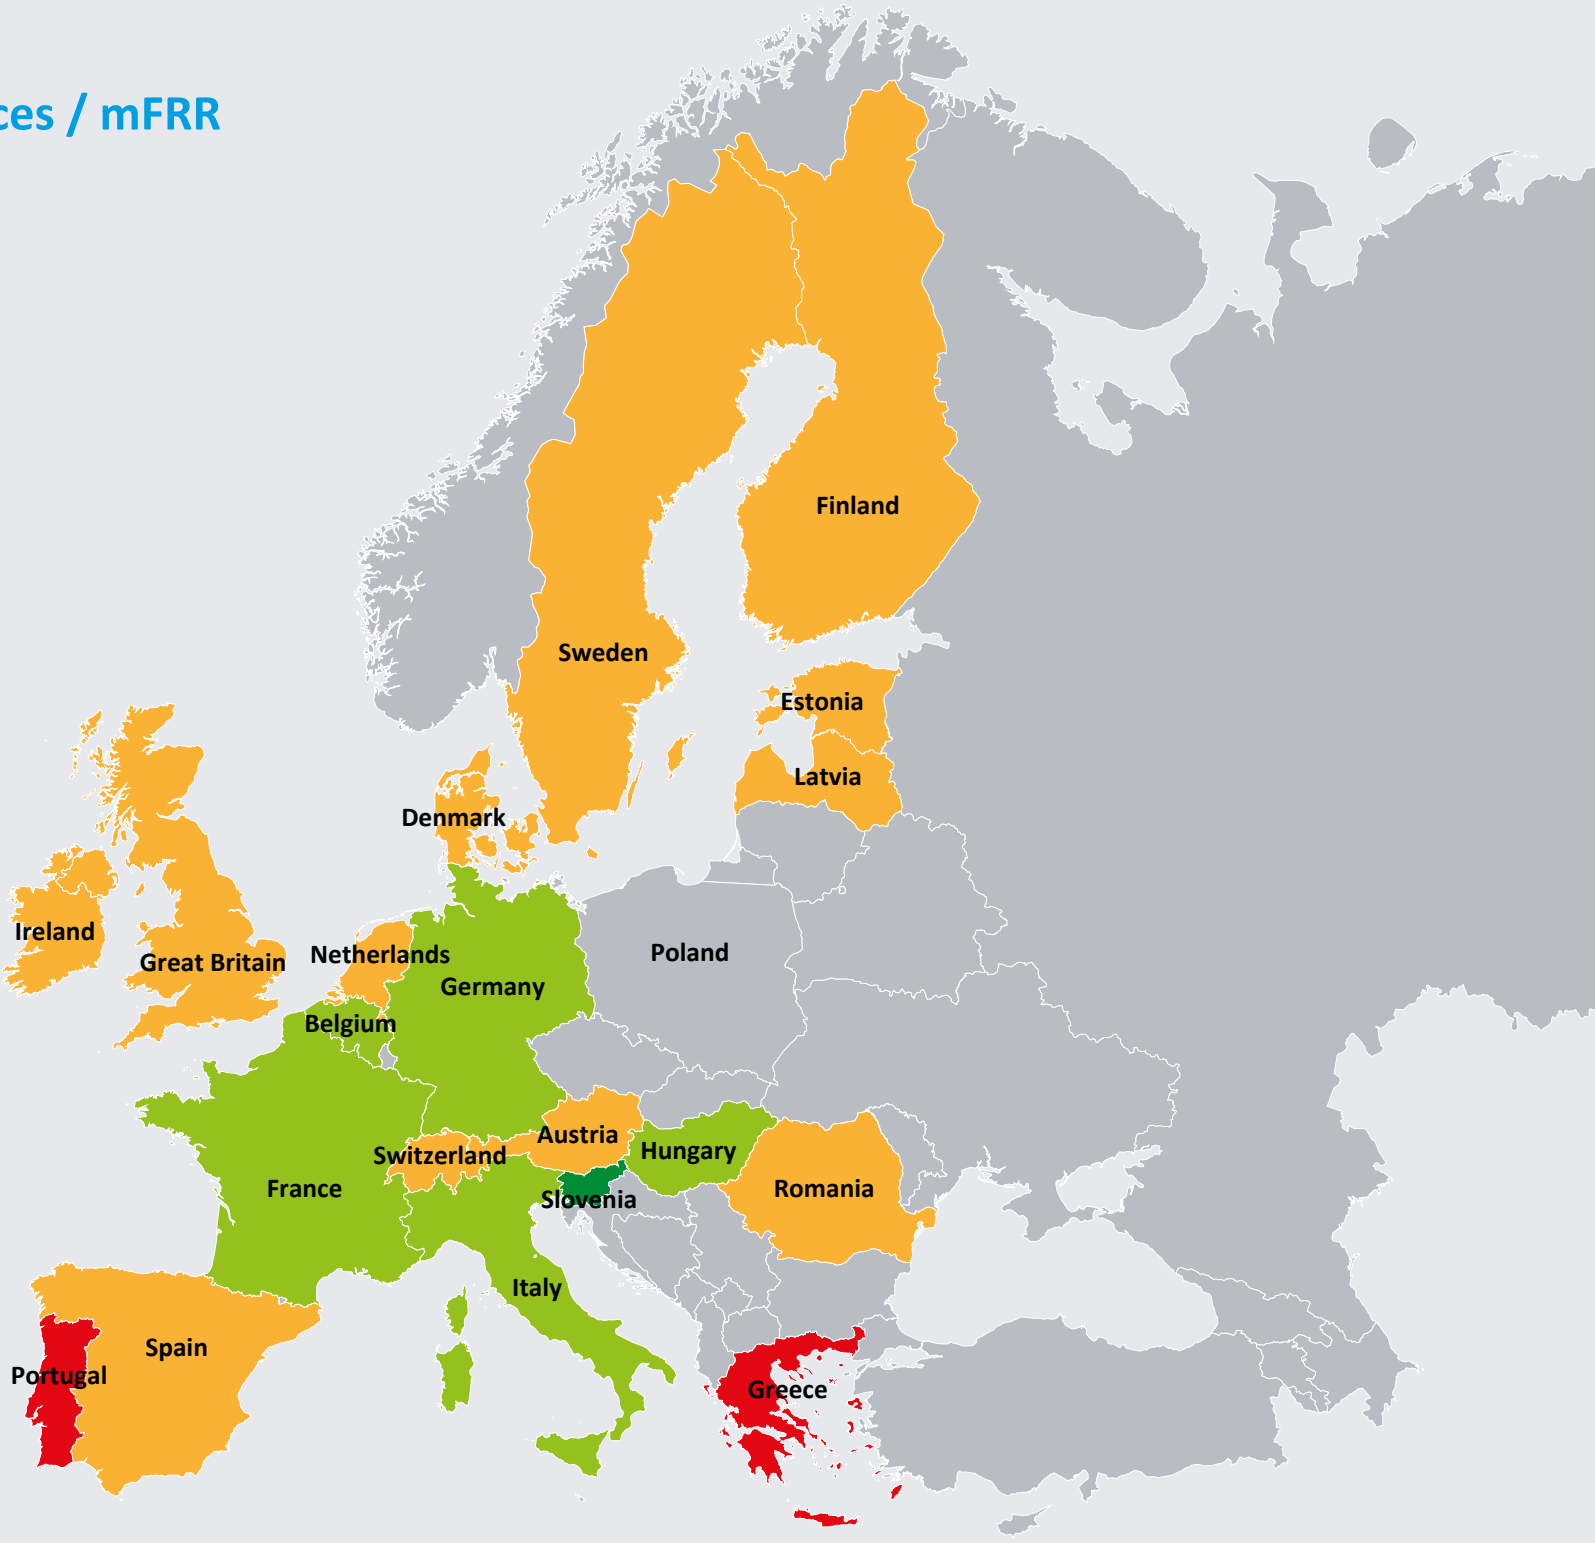 / mFRR
Finland
Sweden
Estonia
Latvia
Denmark
Ireland
Great Britain
Netherlands
Poland
Germany
Belgium
Austria
Hungary
Switzerland
France
Slovenia
Romania
Italy
Spain
Portugal
Greece